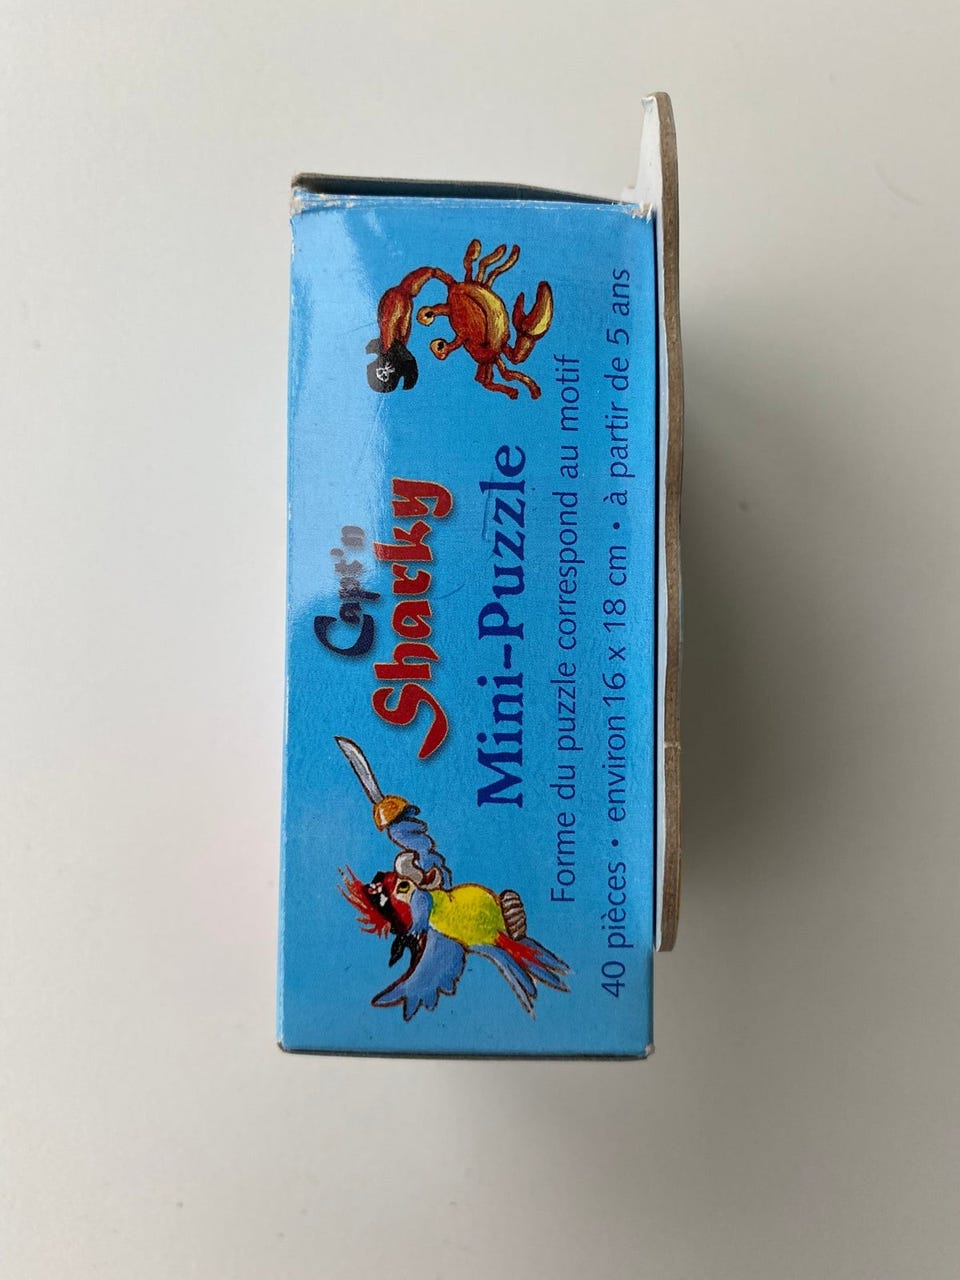 Capt'n
Sharky
Mini-Puzzle
Forme du puzzle correspond au motif
40 pièces • environ 16 x 18 cm • à partir de 5 ans